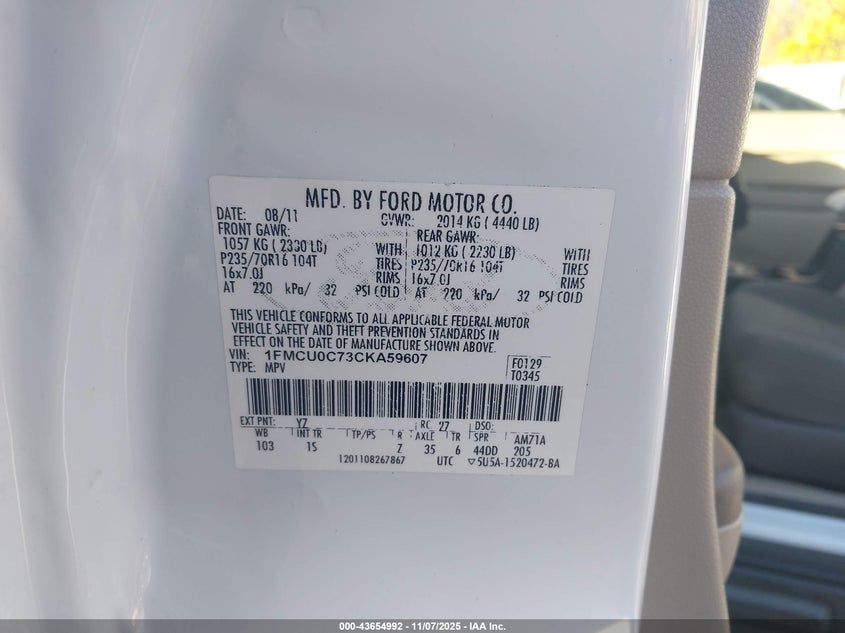 MFD. BY FORD MOTOR CO.
DATE: 08/11 GVWR: 2014 KG ( 4440 LB)
FRONT GAWR: REAR GAWR:
1057 KG ( 2330 LB) WITH 1012 KG ( 2230 LB) WITH
P235/70R16 104T TIRES P235/70R16 104T TIRES
16x7.0J RIMS 16x7.0J RIMS
AT 220 kPa/ 32 PSI COLD AT 220 kPa/ 32 PSI COLD
THIS VEHICLE CONFORMS TO ALL APPLICABLE FEDERAL MOTOR
VEHICLE SAFETY AND THEFT PREVENTION STANDARDS IN
EFFECT ON THE DATE OF MANUFACTURE SHOWN ABOVE.
VIN: 1FMCU0C73CKA59607 F0129
TYPE: MPV T0345
EXT PNT: YZ RC: 27 DSO:
WB INT TR TP/PS R AXLE TR SPR AM71A
103 1S Z 35 6 44DD 205
1201108267867 UTC ▽5U5A-1520472-BA
000-43654992 - 11/07/2025 - IAA Inc.